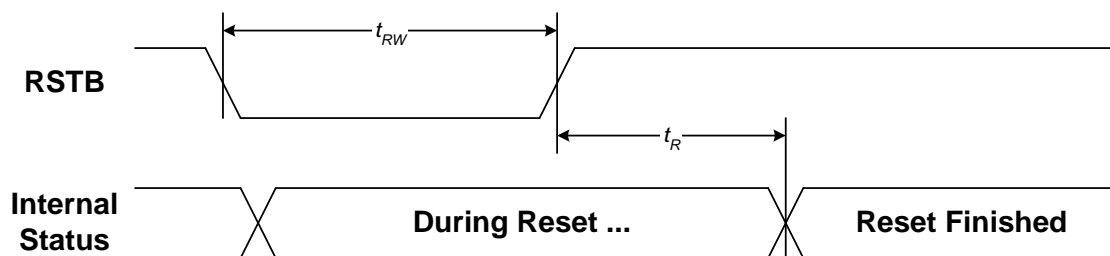 t_RW
RSTB
t_R
Internal
Status
During Reset ...
Reset Finished